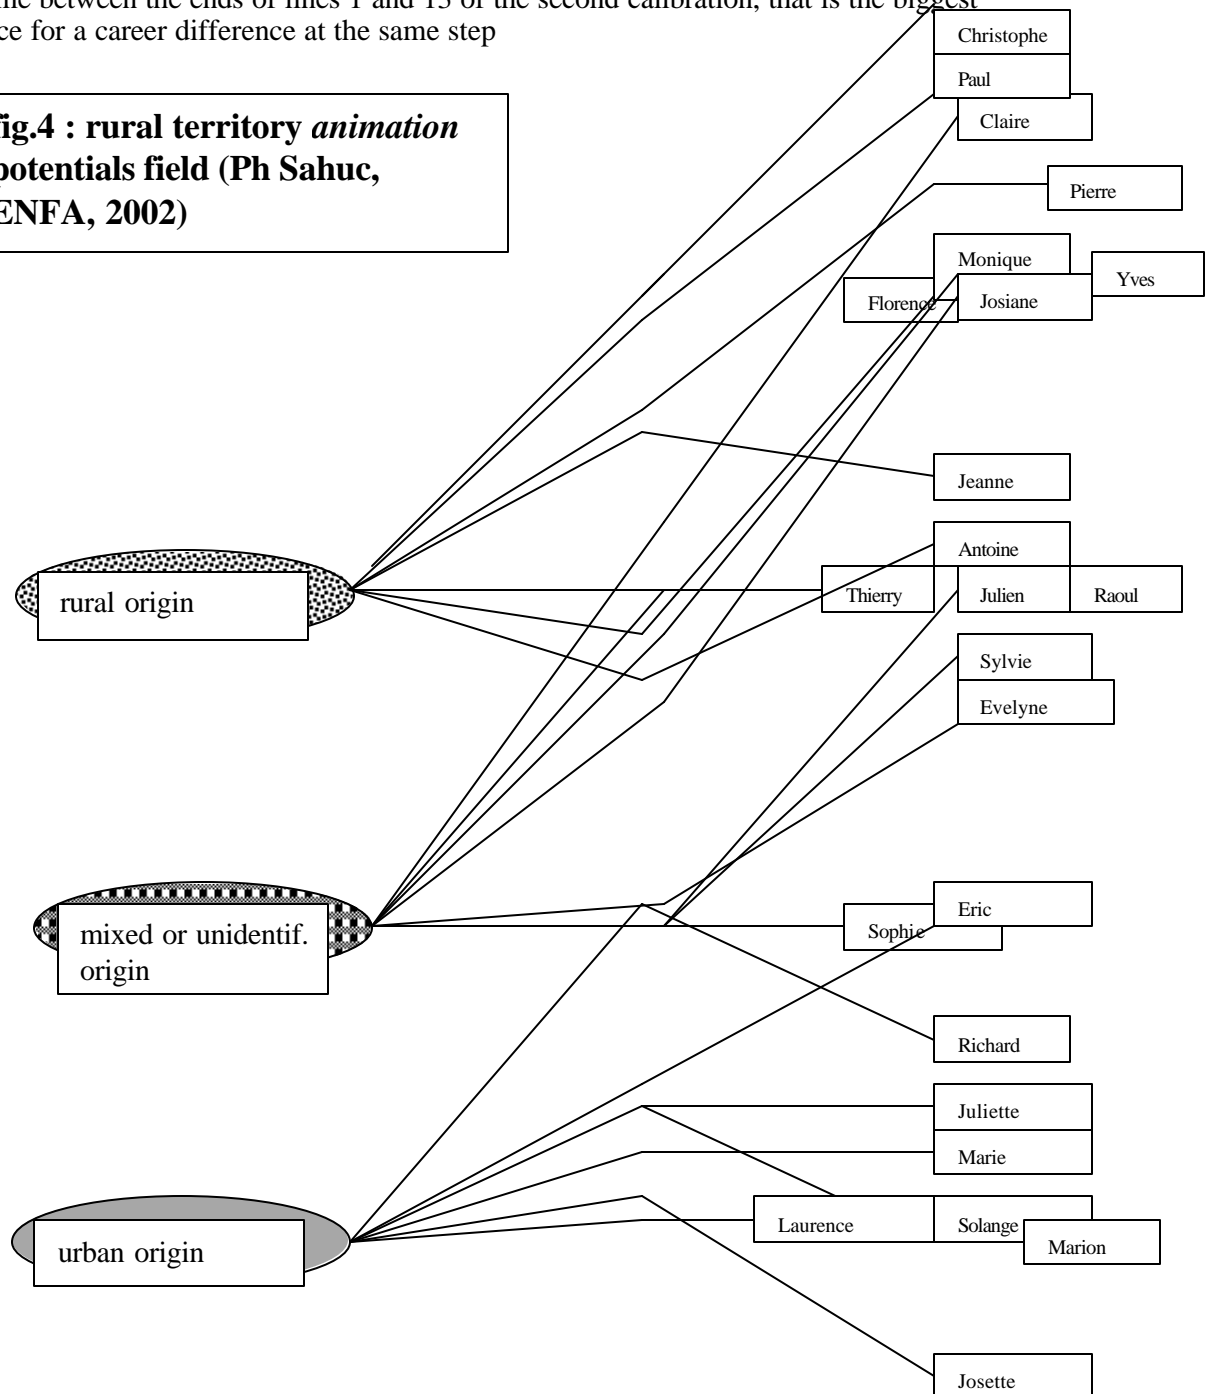 between the ends of lines 1 and 13 of the second calibration, that is the biggest
for a career difference at the same step
fig.4 : rural territory animation
potentials field (Ph Sahuc,
ENFA, 2002)
Christophe
Paul
Claire
Pierre
Monique
Yves
Florence
Josiane
Jeanne
Antoine
rural origin
Thierry
Julien
Raoul
Sylvie
Evelyne
Eric
mixed or unidentif.
Sophie
origin
Richard
Juliette
Marie
Laurence
Solange
urban origin
Marion
Josette